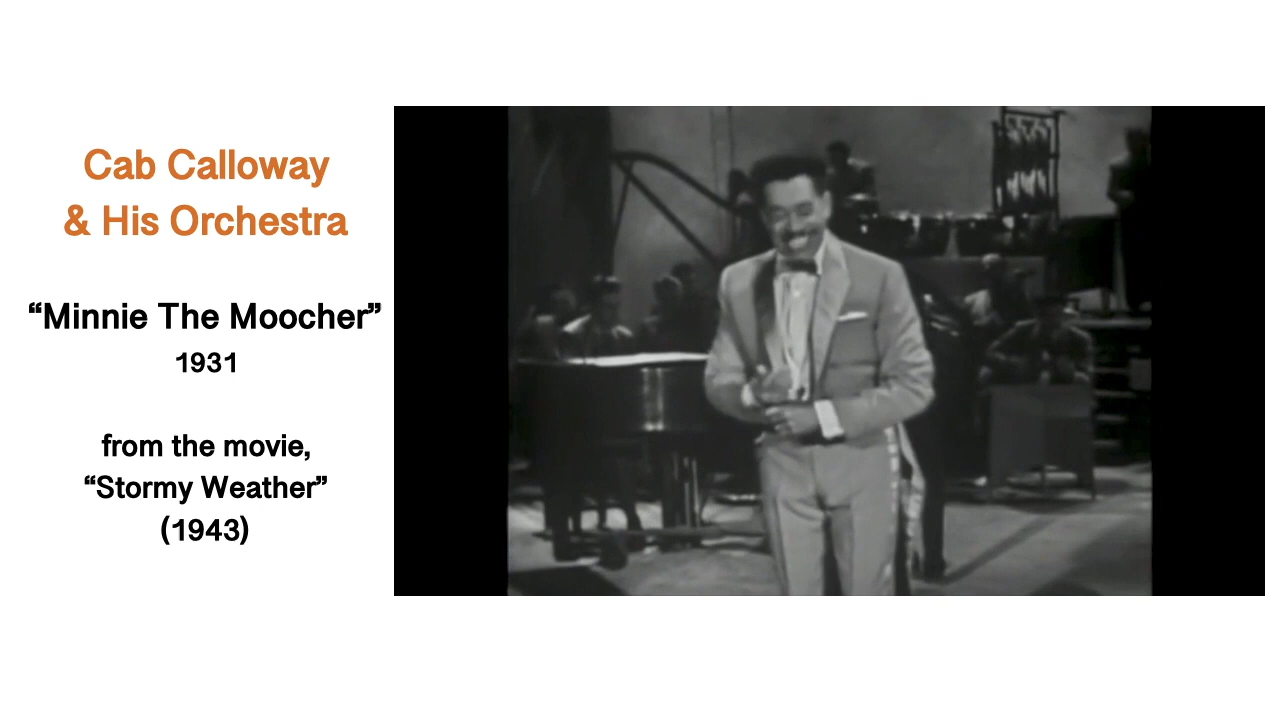 Cab Calloway
& His Orchestra
“Minnie The Moocher”
1931
from the movie,
“Stormy Weather”
(1943)